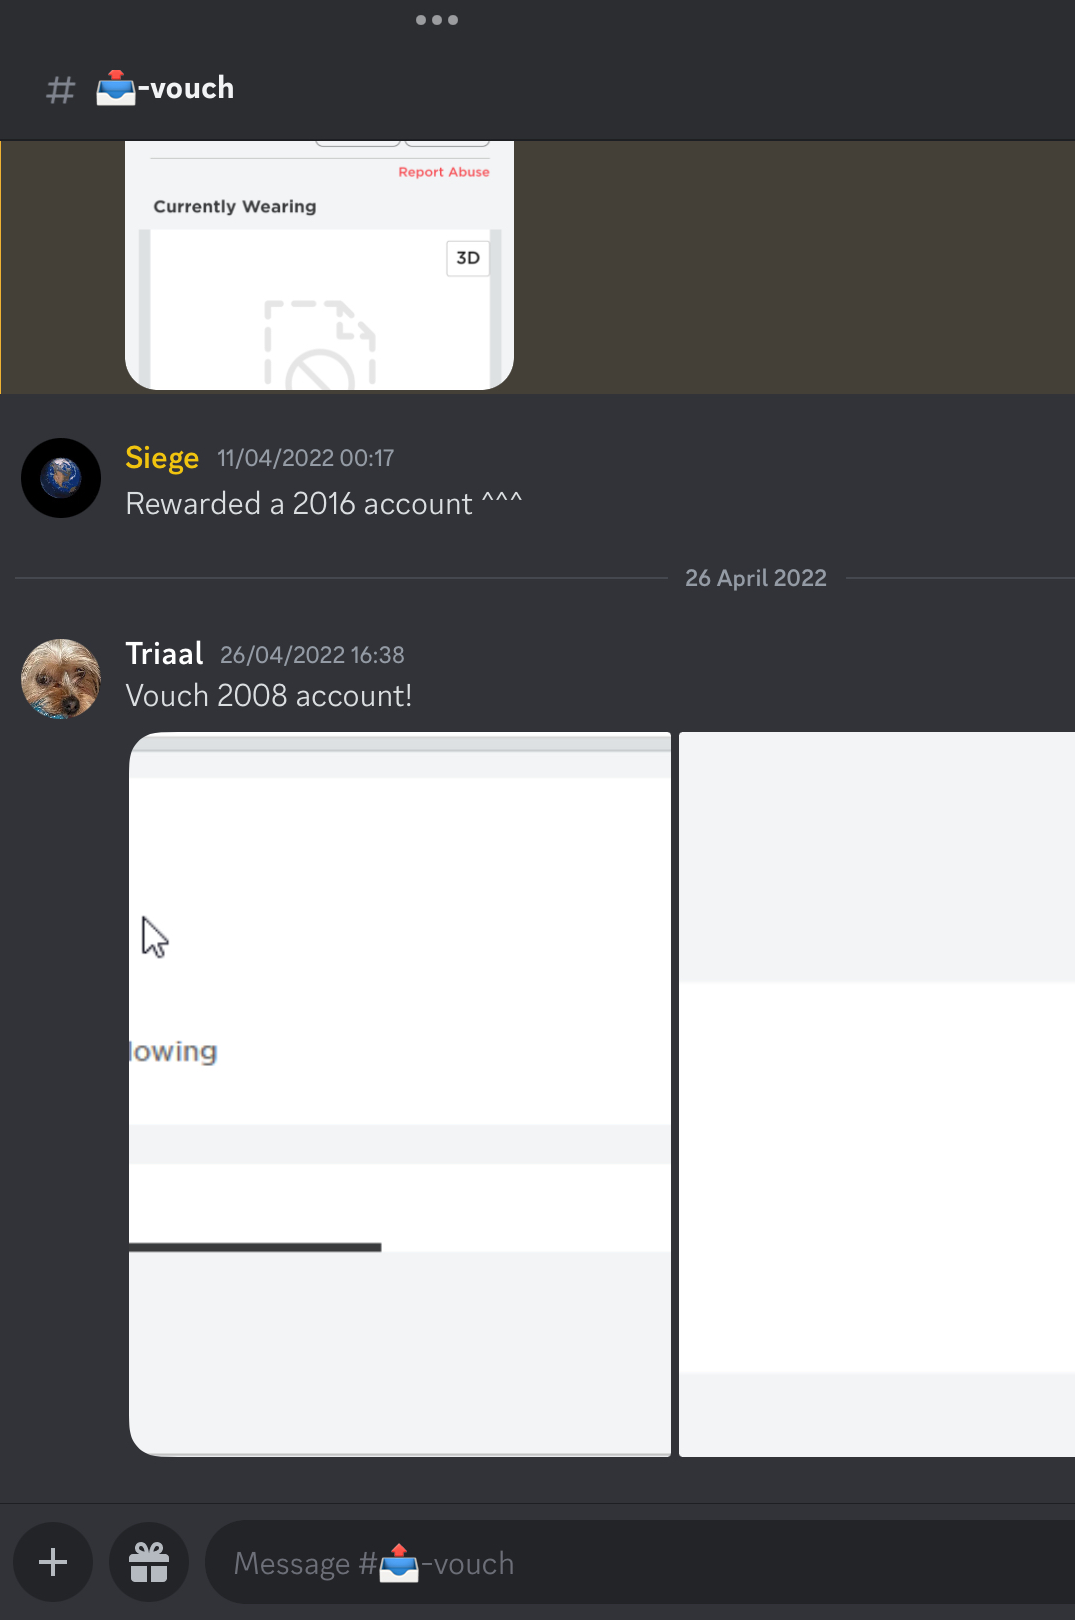 # 📤-vouch
Report Abuse
Currently Wearing
3D
Siege 11/04/2022 00:17
Rewarded a 2016 account ^^^
26 April 2022
Triaal 26/04/2022 16:38
Vouch 2008 account!
lowing
Message #📤-vouch